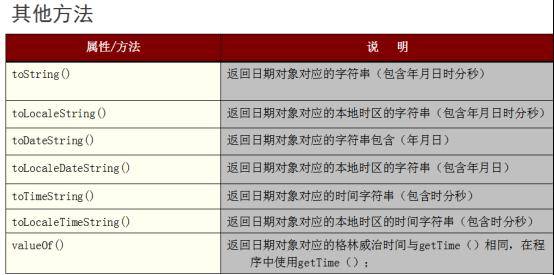 其他方法
属性/方法 说 明
toString() 返回日期对象对应的字符串（包含年月日时分秒）
toLocaleString() 返回日期对象对应的本地时区的字符串（包含年月日时分秒）
toDateString() 返回日期对象对应的字符串包含（年月日）
toLocaleDateString() 返回日期对象对应的本地时区的字符串（包含年月日）
toTimeString() 返回日期对象对应的时间字符串（包含时分秒）
toLocaleTimeString() 返回日期对象对应的本地时区的时间字符串（包含时分秒）
valueOf() 返回日期对象对应的格林威治时间与getTime（）相同，在程
序中使用getTime（）；